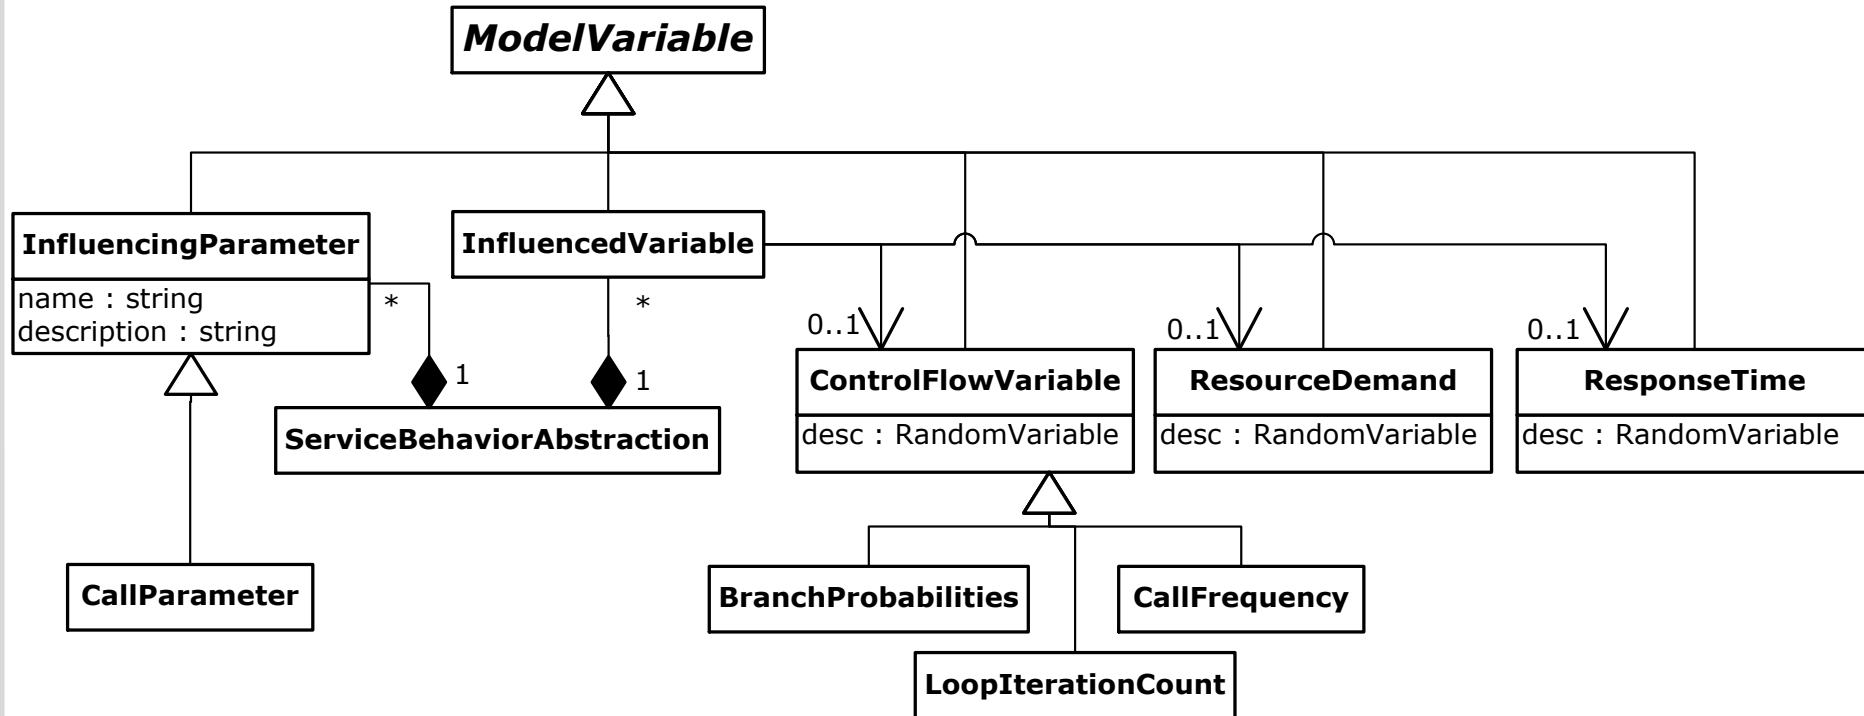 ModelVariable
InfluencingParameter
name : string
description : string
InfluencedVariable
*
*
1
1
ServiceBehaviorAbstraction
0..1
0..1
0..1
ControlFlowVariable
desc : RandomVariable
ResourceDemand
desc : RandomVariable
ResponseTime
desc : RandomVariable
CallParameter
BranchProbabilities
CallFrequency
LoopIterationCount